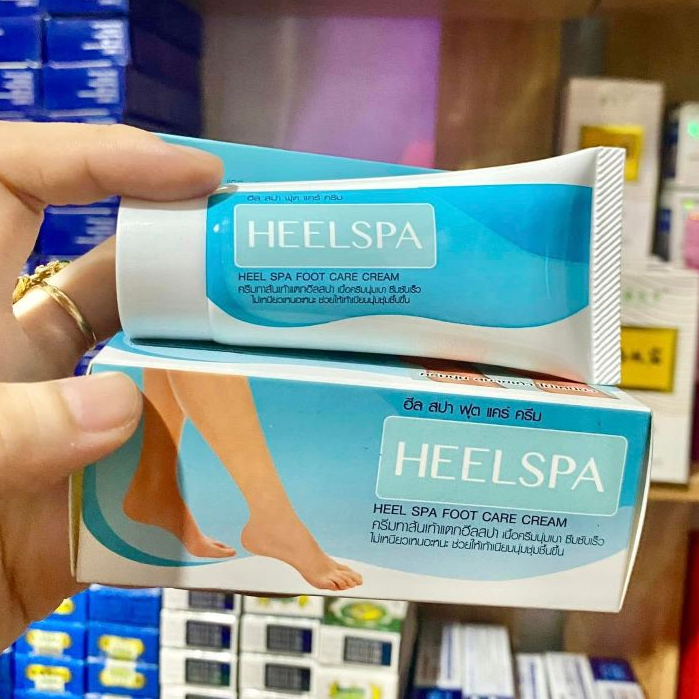 ฮีล สปา ฟุต แคร์ ครีม
HEELSPA
HEEL SPA FOOT CARE CREAM
ครีมทาส้นเท้าแตกฮีลสปา เนื้อครีมนุ่มเบา ซึมซับเร็ว
ไม่เหนียวเหนอะหนะ ช่วยให้เท้าเนียนนุ่มชุ่มชื้นขึ้น
ฮีล สปา ฟุต แคร์ ครีม
HEELSPA
HEEL SPA FOOT CARE CREAM
ครีมทาส้นเท้าแตกฮีลสปา เนื้อครีมนุ่มเบา ซึมซับเร็ว
ไม่เหนียวเหนอะหนะ ช่วยให้เท้าเนียนนุ่มชุ่มชื้นขึ้น